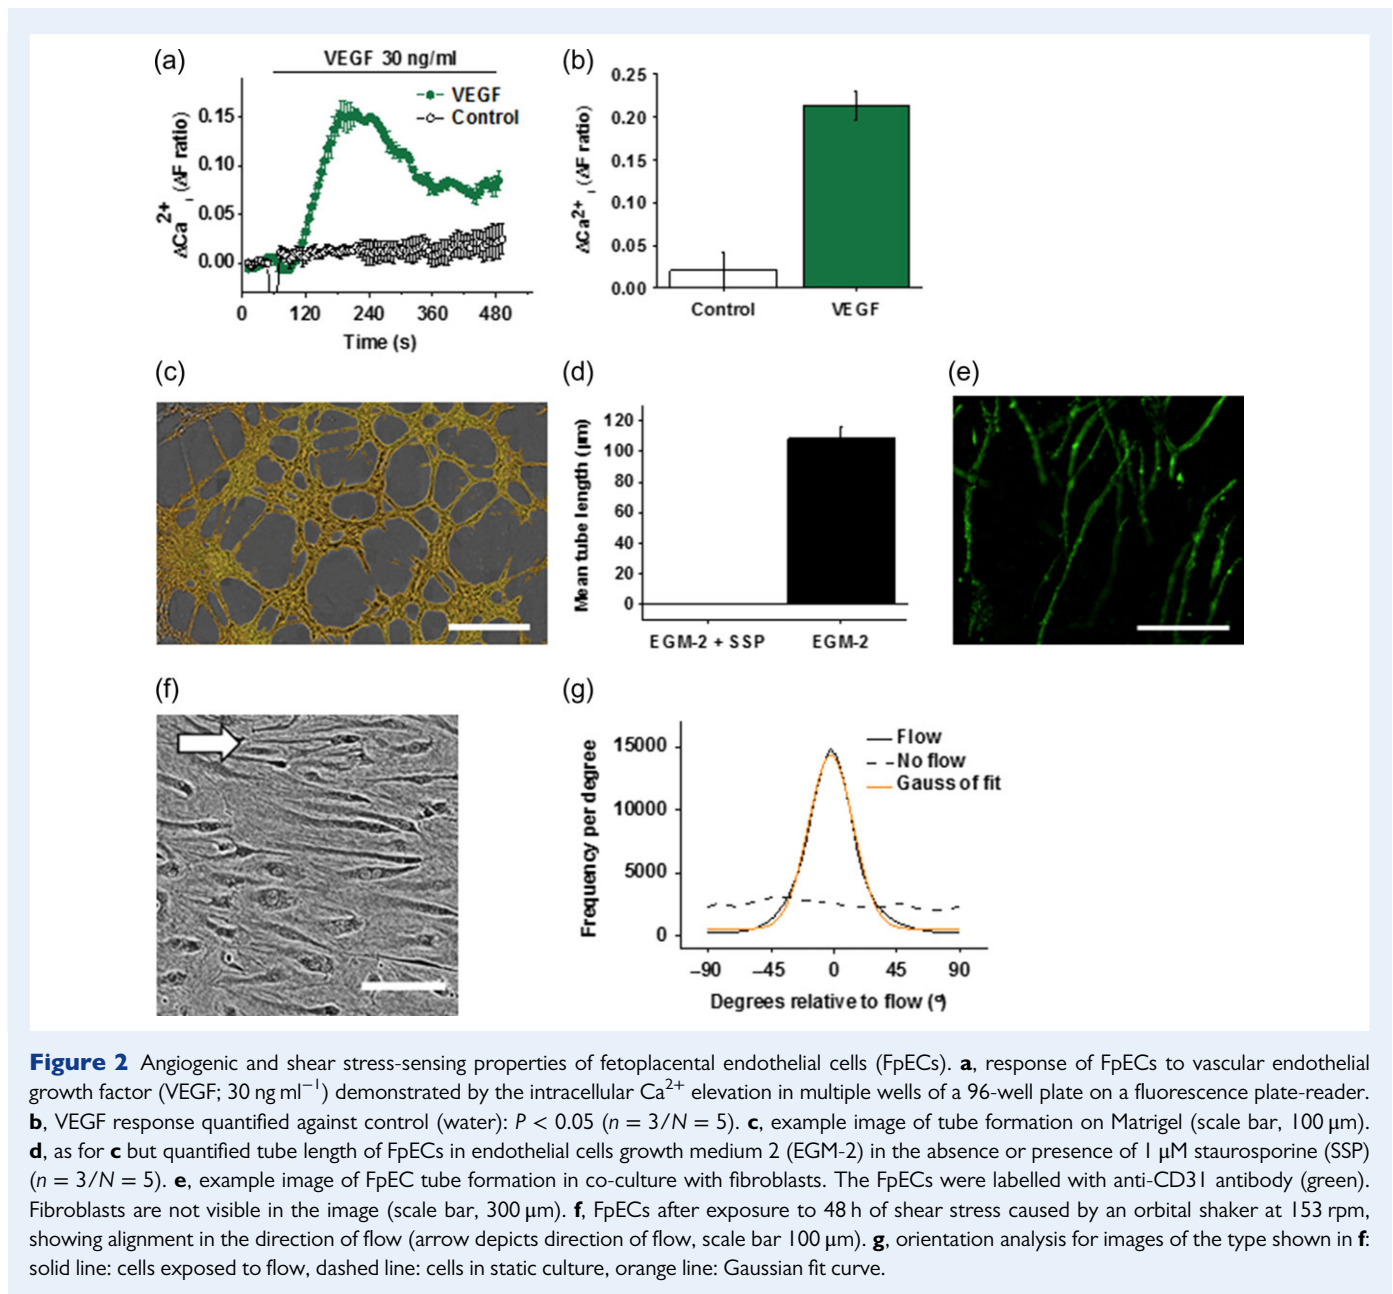 (a)
VEGF 30 ng/ml
VEGF
Control
ΔCa²⁺ᵢ (ΔF ratio)
0.15
0.10
0.05
0.00
0 120 240 360 480
Time (s)
(b)
ΔCa²⁺ᵢ (ΔF ratio)
0.25
0.20
0.15
0.10
0.05
0.00
Control VEGF
(c)
(d)
Mean tube length (µm)
120
100
80
60
40
20
0
EGM-2 + SSP EGM-2
(e)
(f)
(g)
Frequency per degree
15000
10000
5000
0
Flow
No flow
Gauss of fit
−90 −45 0 45 90
Degrees relative to flow (°)
Figure 2 Angiogenic and shear stress-sensing properties of fetoplacental endothelial cells (FpECs). a, response of FpECs to vascular endothelial
growth factor (VEGF; 30 ng ml⁻¹) demonstrated by the intracellular Ca²⁺ elevation in multiple wells of a 96-well plate on a fluorescence plate-reader.
b, VEGF response quantified against control (water): P < 0.05 (n = 3/N = 5). c, example image of tube formation on Matrigel (scale bar, 100 µm).
d, as for c but quantified tube length of FpECs in endothelial cells growth medium 2 (EGM-2) in the absence or presence of 1 µM staurosporine (SSP)
(n = 3/N = 5). e, example image of FpEC tube formation in co-culture with fibroblasts. The FpECs were labelled with anti-CD31 antibody (green).
Fibroblasts are not visible in the image (scale bar, 300 µm). f, FpECs after exposure to 48 h of shear stress caused by an orbital shaker at 153 rpm,
showing alignment in the direction of flow (arrow depicts direction of flow, scale bar 100 µm). g, orientation analysis for images of the type shown in f:
solid line: cells exposed to flow, dashed line: cells in static culture, orange line: Gaussian fit curve.